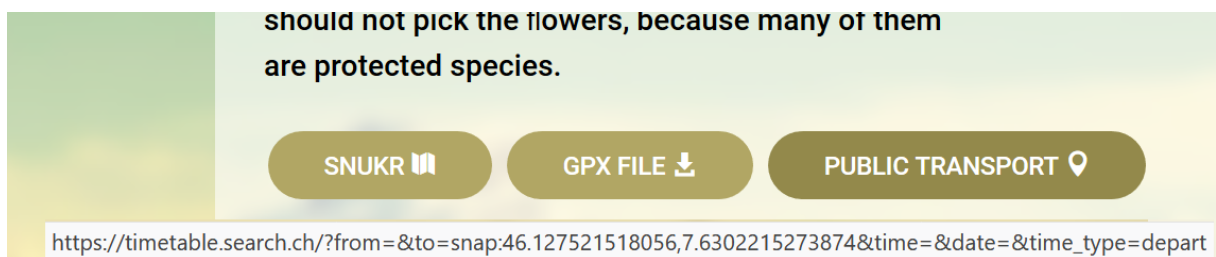 should not pick the flowers, because many of them
are protected species.
SNUKR
GPX FILE
PUBLIC TRANSPORT
https://timetable.search.ch/?from=&to=snap:46.127521518056,7.6302215273874&time=&date=&time_type=depart